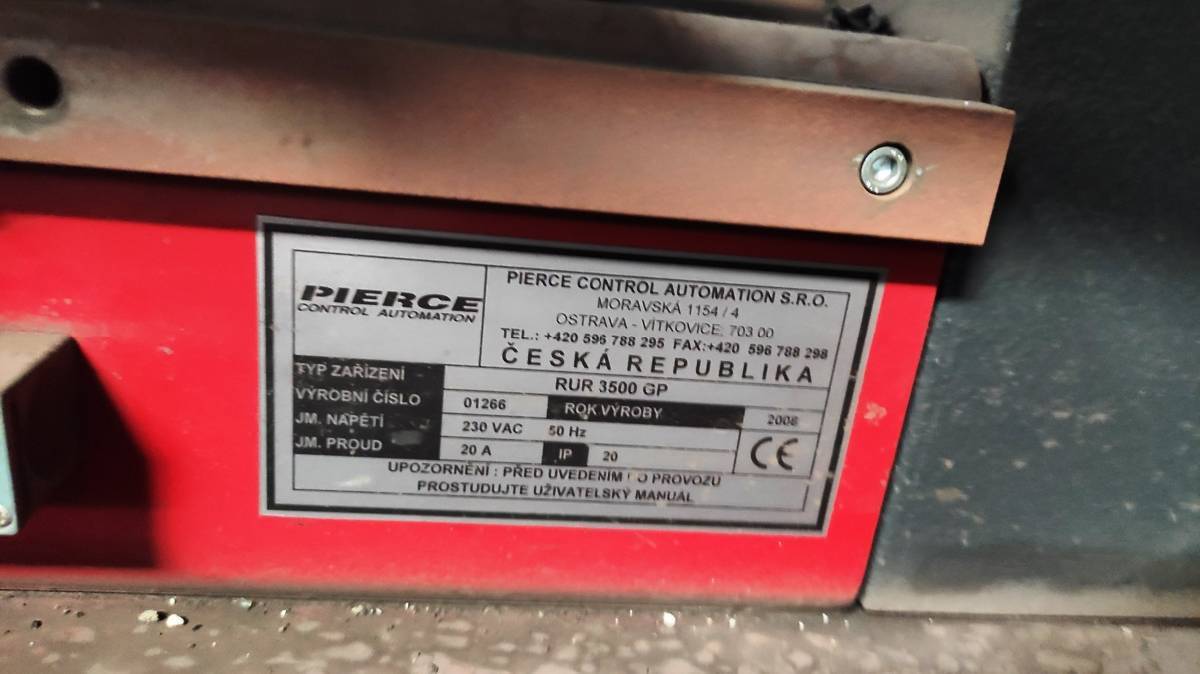 PIERCE
CONTROL AUTOMATION
PIERCE CONTROL AUTOMATION S.R.O.
MORAVSKÁ 1154 / 4
OSTRAVA - VÍTKOVICE, 703 00
TEL.: +420 596 788 295 FAX:+420 596 788 298
ČESKÁ REPUBLIKA
TYP ZAŘÍZENÍ RUR 3500 GP
VÝROBNÍ ČÍSLO 01266 ROK VÝROBY 2008
JM. NAPĚTÍ 230 VAC 50 Hz
JM. PROUD 20 A IP 20 CE
UPOZORNĚNÍ : PŘED UVEDENÍM DO PROVOZU
PROSTUDUJTE UŽIVATELSKÝ MANUÁL